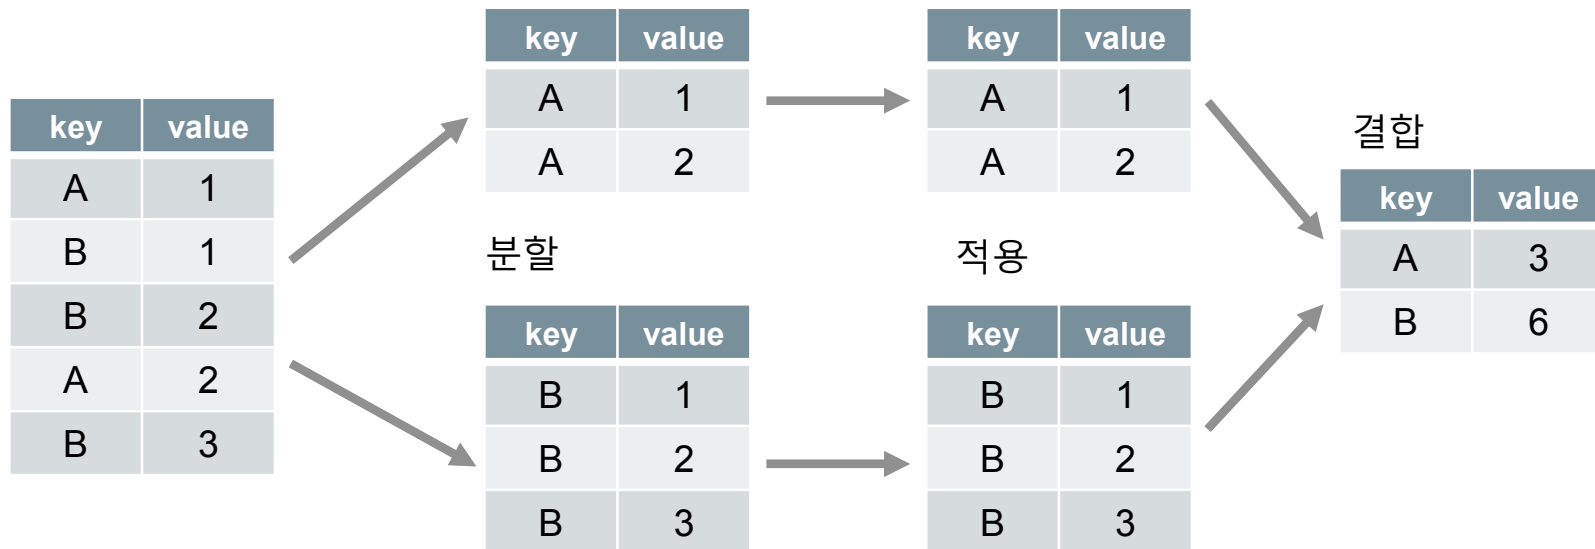 key value
A 1
B 1
B 2
A 2
B 3
key value
A 1
A 2
분할
key value
B 1
B 2
B 3
key value
A 1
A 2
적용
key value
B 1
B 2
B 3
결합
key value
A 3
B 6